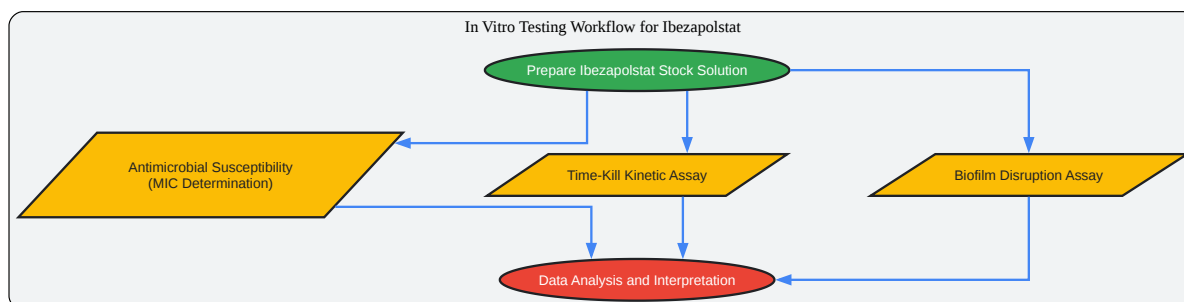 In Vitro Testing Workflow for Ibezapolstat
Prepare Ibezapolstat Stock Solution
Antimicrobial Susceptibility
(MIC Determination)
Time-Kill Kinetic Assay
Biofilm Disruption Assay
Data Analysis and Interpretation